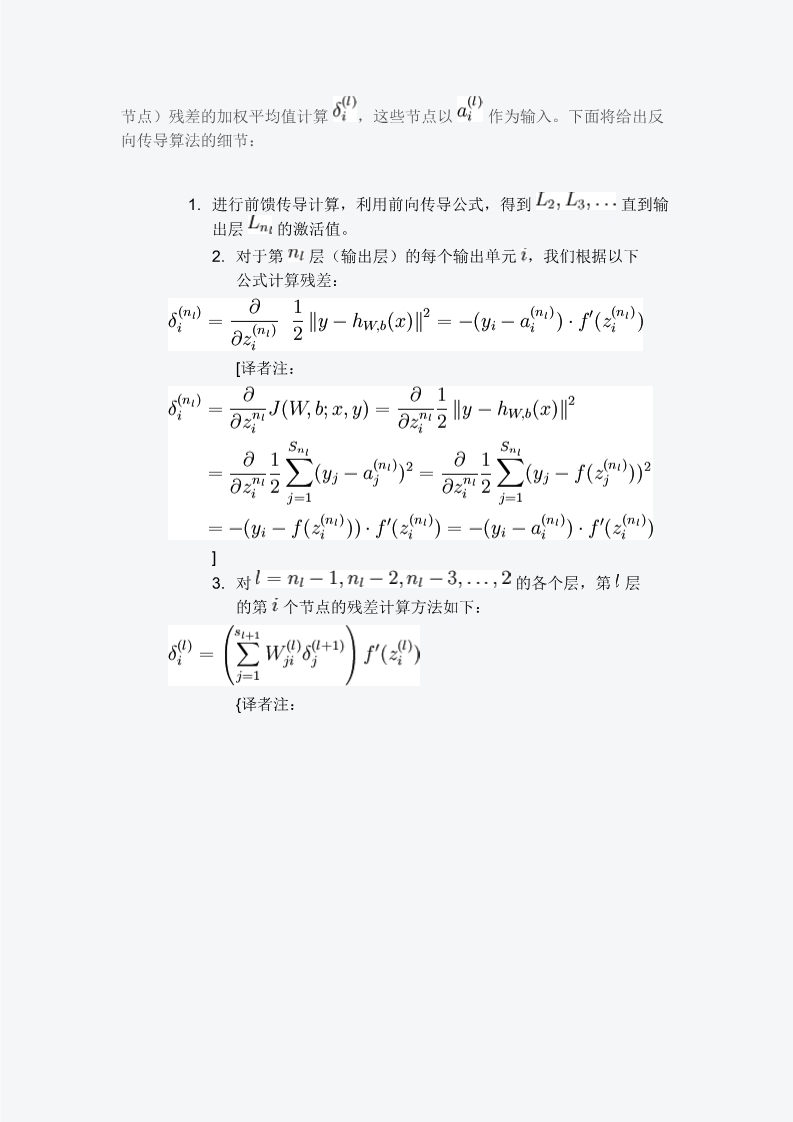 节点）残差的加权平均值计算 $\delta_i^{(l)}$，这些节点以 $a_i^{(l)}$ 作为输入。下面将给出反
向传导算法的细节：
1. 进行前馈传导计算，利用前向传导公式，得到 $L_2, L_3, \ldots$ 直到输
出层 $L_{n_l}$ 的激活值。
2. 对于第 $n_l$ 层（输出层）的每个输出单元 $i$，我们根据以下
公式计算残差：
$\delta_i^{(n_l)} = \frac{\partial}{\partial z_i^{(n_l)}} \frac{1}{2} \|y - h_{W,b}(x)\|^2 = -(y_i - a_i^{(n_l)}) \cdot f'(z_i^{(n_l)})$
[译者注：
$\delta_i^{(n_l)} = \frac{\partial}{\partial z_i^{n_l}} J(W, b; x, y) = \frac{\partial}{\partial z_i^{n_l}} \frac{1}{2} \|y - h_{W,b}(x)\|^2$
$= \frac{\partial}{\partial z_i^{n_l}} \frac{1}{2} \sum_{j=1}^{S_{n_l}} (y_j - a_j^{(n_l)})^2 = \frac{\partial}{\partial z_i^{n_l}} \frac{1}{2} \sum_{j=1}^{S_{n_l}} (y_j - f(z_j^{(n_l)}))^2$
$= -(y_i - f(z_i^{(n_l)})) \cdot f'(z_i^{(n_l)}) = -(y_i - a_i^{(n_l)}) \cdot f'(z_i^{(n_l)})$
]
3. 对 $l = n_l - 1, n_l - 2, n_l - 3, \ldots, 2$ 的各个层，第 $l$ 层
的第 $i$ 个节点的残差计算方法如下：
$\delta_i^{(l)} = \left( \sum_{j=1}^{s_{l+1}} W_{ji}^{(l)} \delta_j^{(l+1)} \right) f'(z_i^{(l)})$
{译者注：